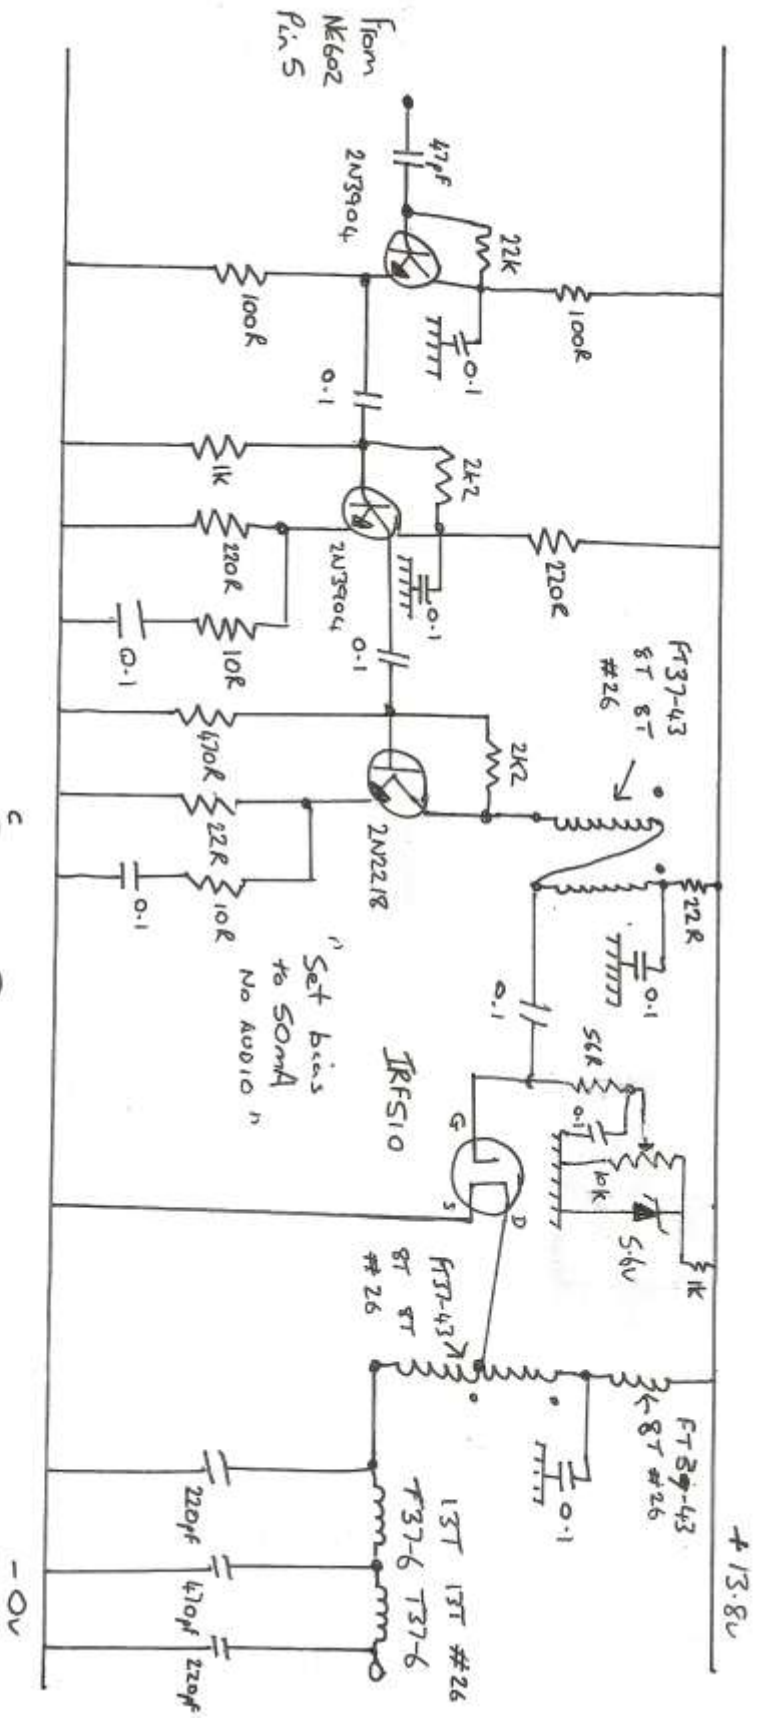 From
NE602
Pin 5
47pF
2N3904
22k
100R
0.1
100R
0.1
1k
2k2
220R
0.1
2N3904
220R
10R
0.1
0.1
FT37-43
8T 8T
#26
2k2
470R
22R
10R
0.1
2N2218
22R
0.1
0.1
"Set bias
to 50mA
No AUDIO"
IRF510
G
S
D
56R
0.1
10k
5.6v
1k
FT37-43
8T 8T
#26
FT37-43
8T #26
0.1
13T 13T #26
T37-6 T37-6
220pf
470pf
220pf
+13.8v
-0v
c